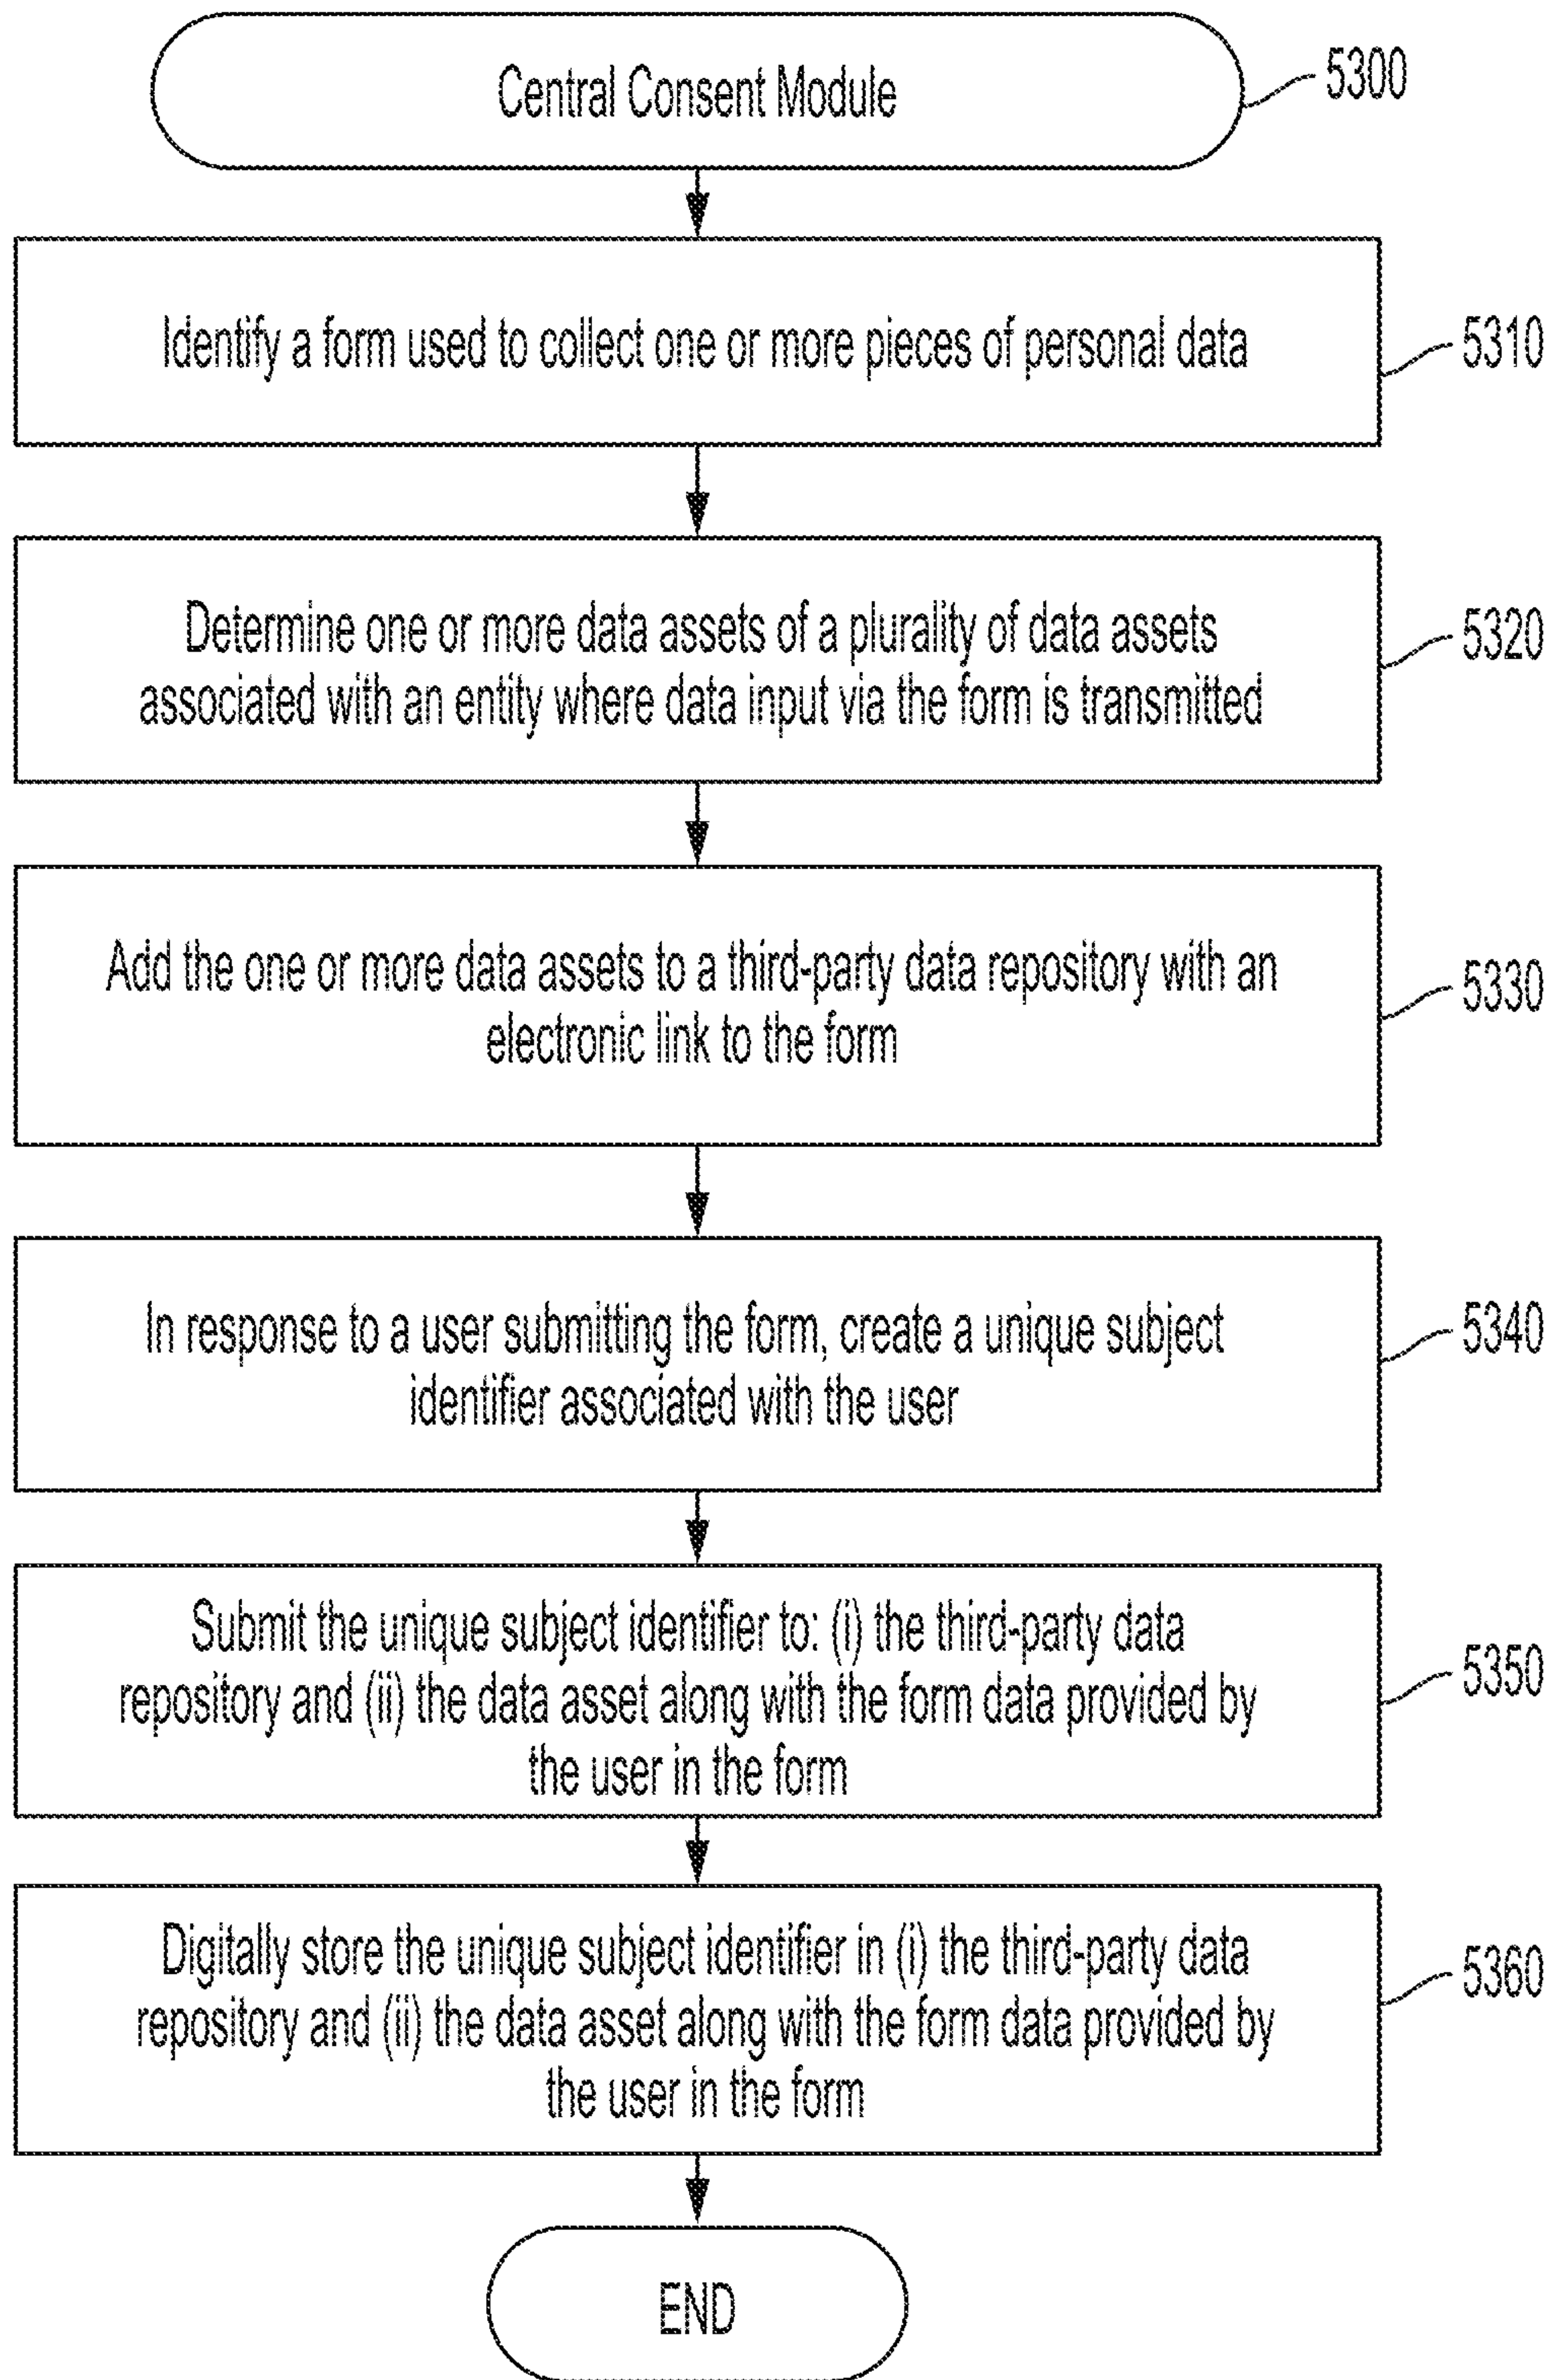 Central Consent Module
5300
Identify a form used to collect one or more pieces of personal data
5310
Determine one or more data assets of a plurality of data assets
associated with an entity where data input via the form is transmitted
5320
Add the one or more data assets to a third-party data repository with an
electronic link to the form
5330
In response to a user submitting the form, create a unique subject
identifier associated with the user
5340
Submit the unique subject identifier to: (i) the third-party data
repository and (ii) the data asset along with the form data provided by
the user in the form
5350
Digitally store the unique subject identifier in (i) the third-party data
repository and (ii) the data asset along with the form data provided by
the user in the form
5360
END